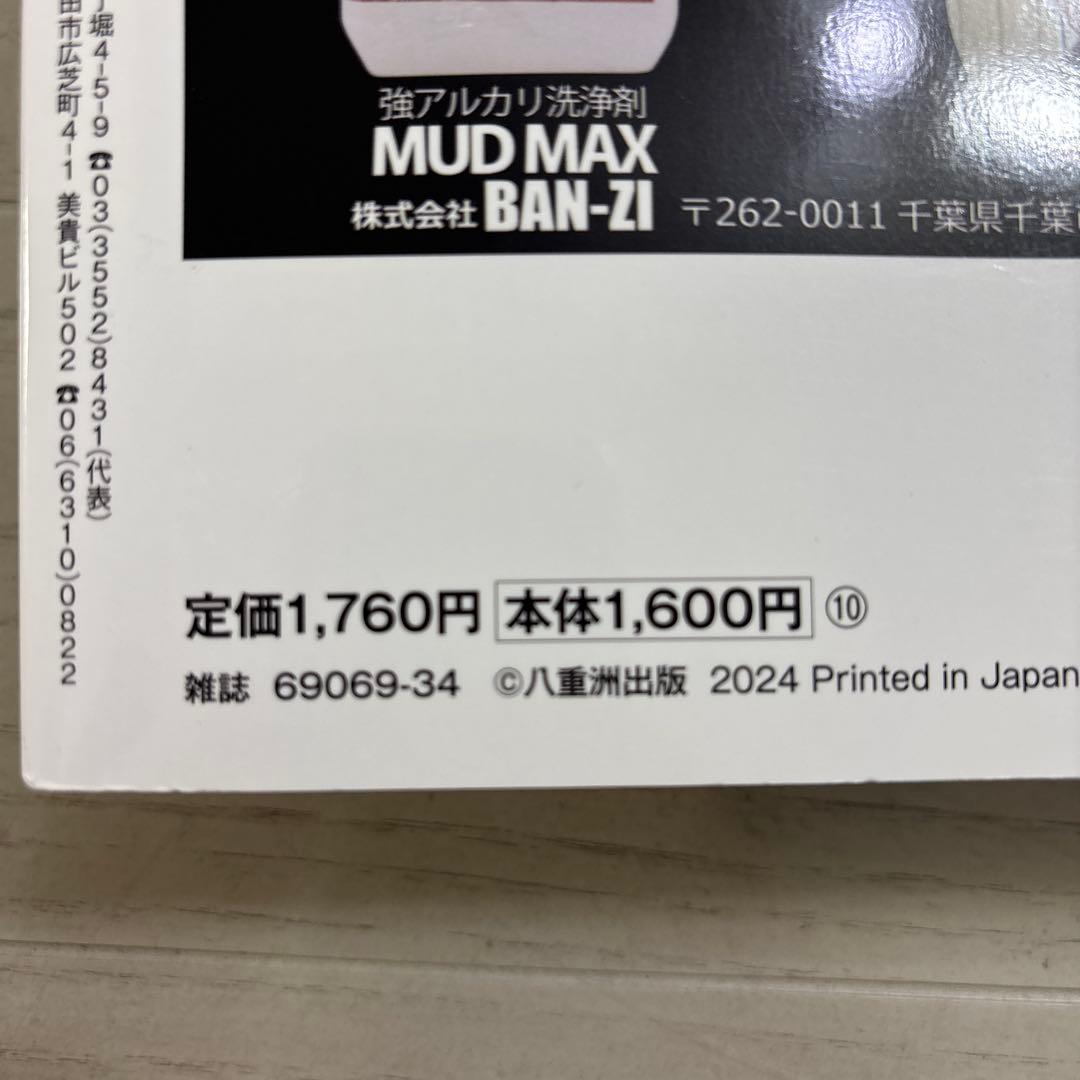 堀4-5-9 ☎03(3552)8431(代表)
田市広芝町4-1 美貴ビル502 ☎06(6310)0822
強アルカリ洗浄剤
MUD MAX
株式会社 BAN-ZI 〒262-0011 千葉県千葉
定価1,760円 本体1,600円 ⑩
雑誌 69069-34 ©八重洲出版 2024 Printed in Japan